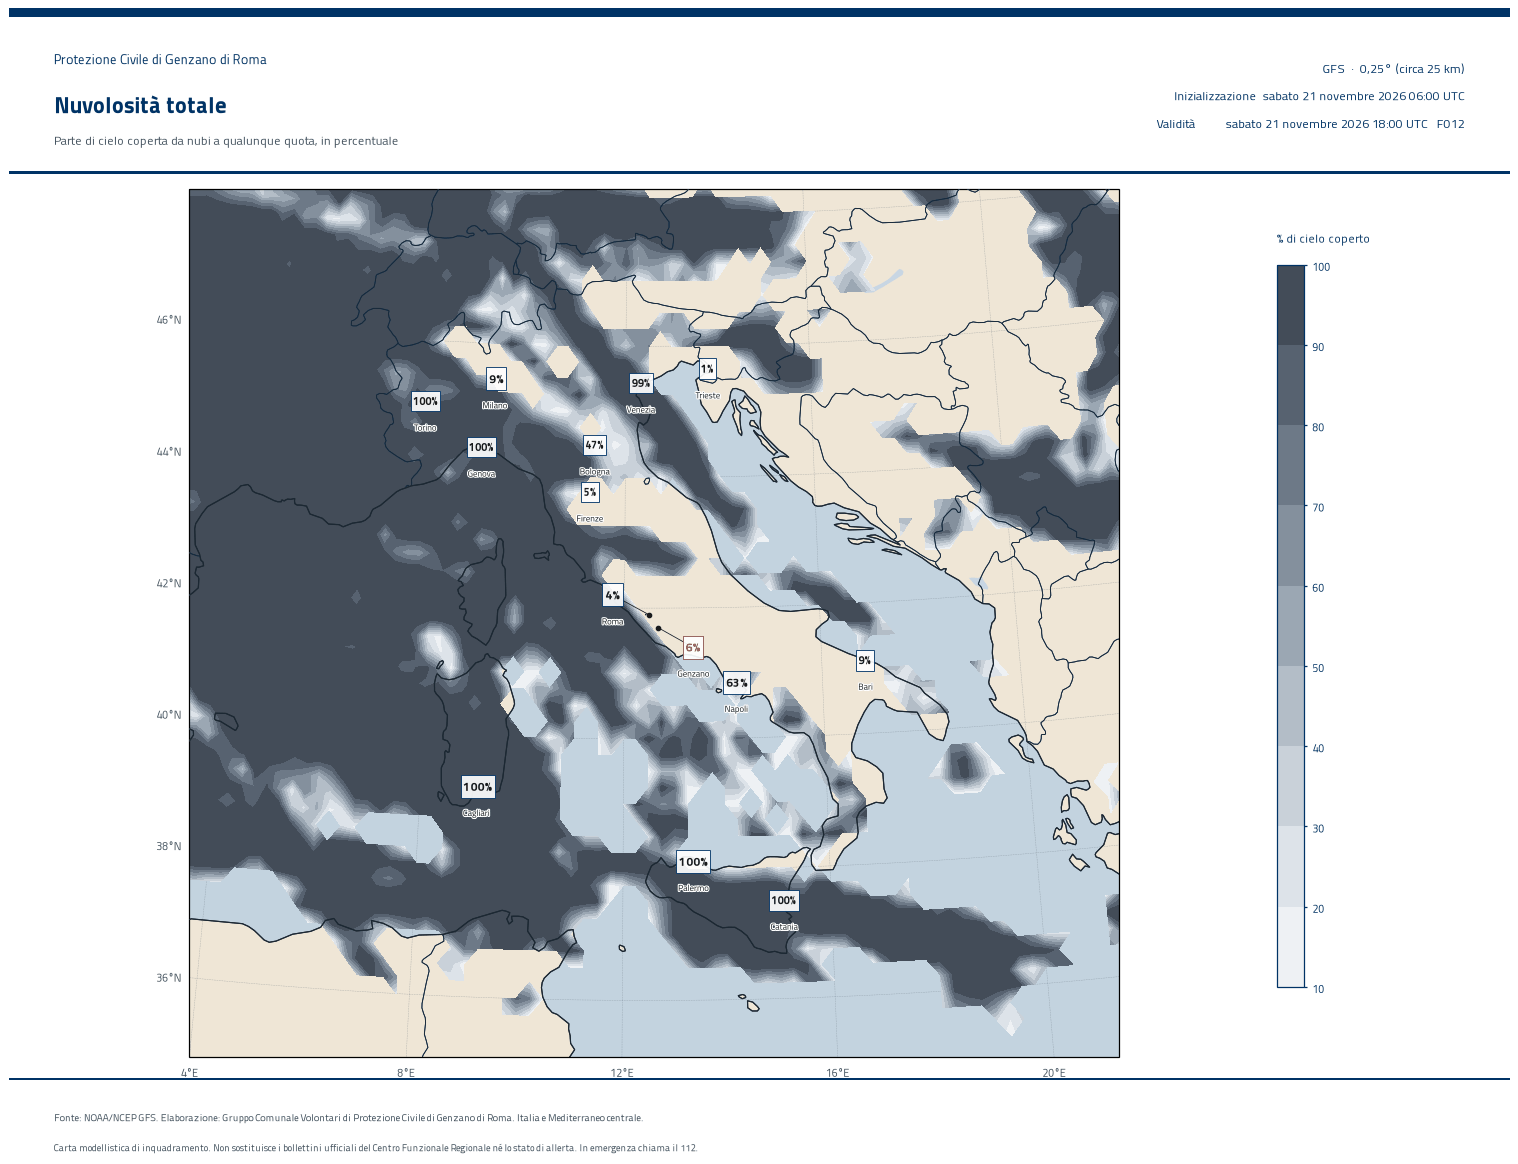 Protezione Civile di Genzano di Roma
Nuvolosità totale
Parte di cielo coperta da nubi a qualunque quota, in percentuale
GFS · 0,25° (circa 25 km)
Inizializzazione sabato 21 novembre 2026 06:00 UTC
Validità sabato 21 novembre 2026 18:00 UTC F012
% di cielo coperto
100
90
80
70
60
50
40
30
20
10
46°N
44°N
42°N
40°N
38°N
36°N
4°E
8°E
12°E
16°E
20°E
1%
Trieste
9%
Milano
99%
Venezia
100%
Torino
100%
Genova
47%
Bologna
5%
Firenze
4%
Roma
6%
Genzano
9%
Bari
63%
Napoli
100%
Cagliari
100%
Palermo
100%
Catania
Fonte: NOAA/NCEP GFS. Elaborazione: Gruppo Comunale Volontari di Protezione Civile di Genzano di Roma. Italia e Mediterraneo centrale.
Carta modellistica di inquadramento. Non sostituisce i bollettini ufficiali del Centro Funzionale Regionale né lo stato di allerta. In emergenza chiama il 112.